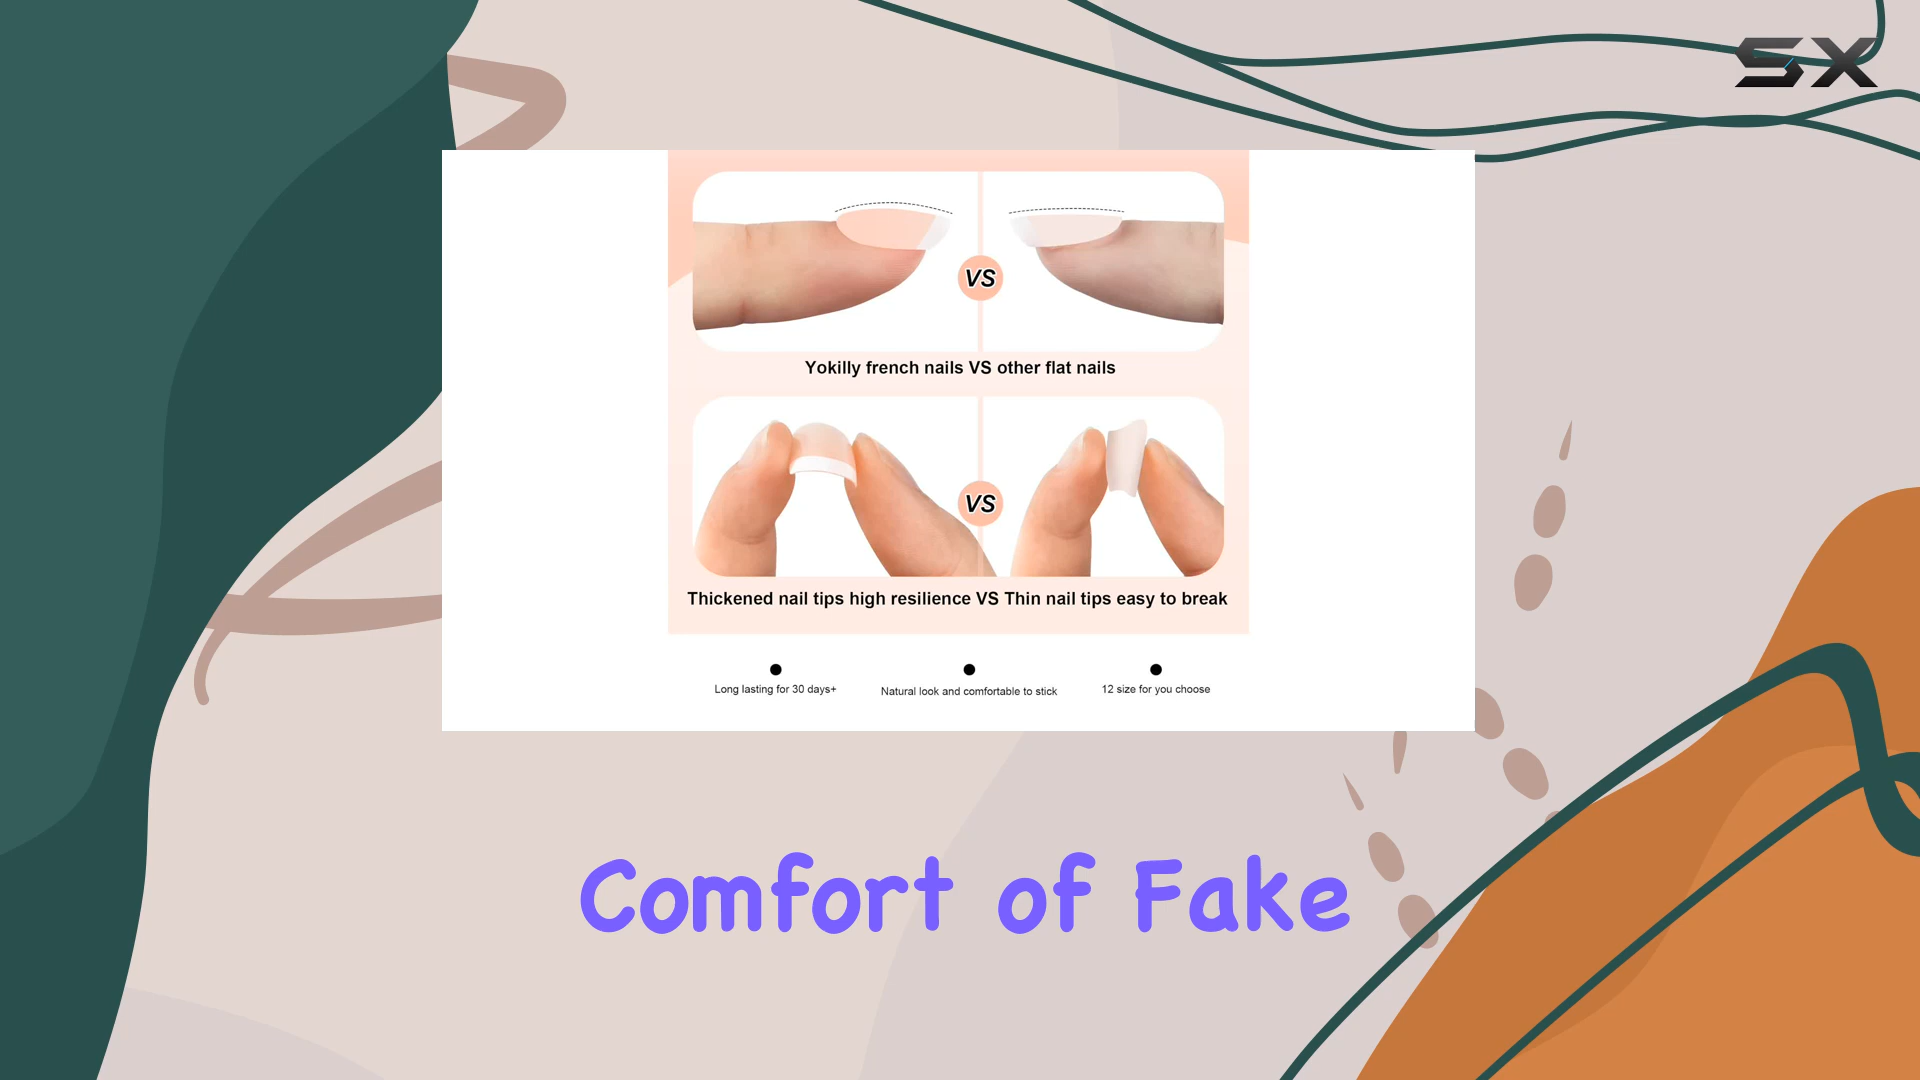 SX
VS
Yokilly french nails VS other flat nails
VS
Thickened nail tips high resilience VS Thin nail tips easy to break
Long lasting for 30 days+
Natural look and comfortable to stick
12 size for you choose
Comfort of Fake